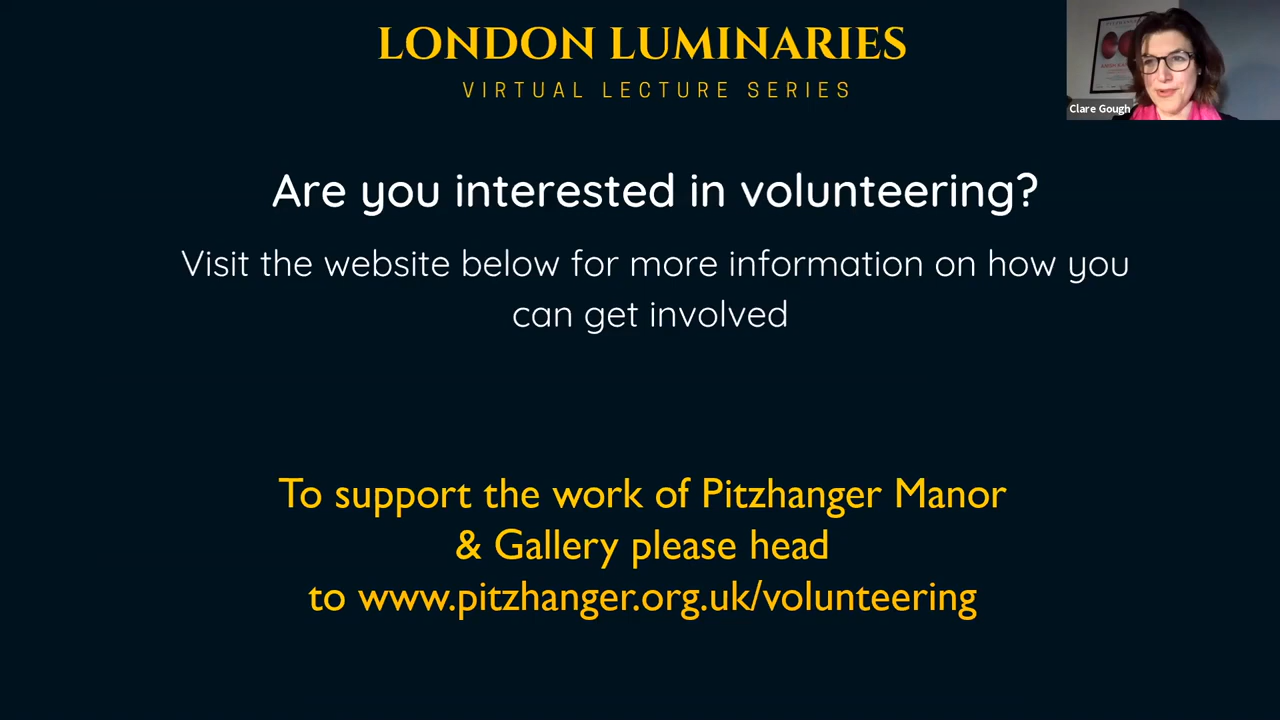 LONDON LUMINARIES
VIRTUAL LECTURE SERIES
Clare Gough
Are you interested in volunteering?
Visit the website below for more information on how you
can get involved
To support the work of Pitzhanger Manor
& Gallery please head
to www.pitzhanger.org.uk/volunteering